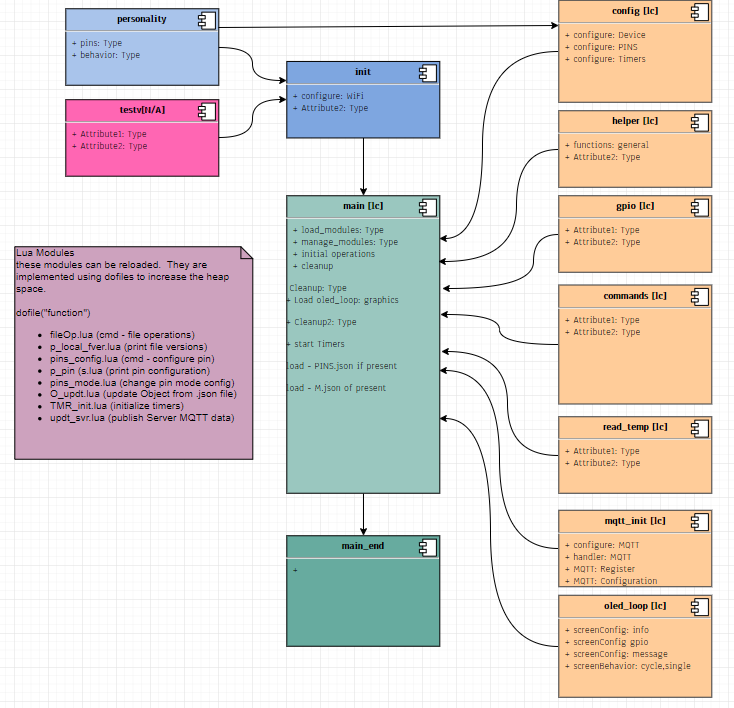 personality
+ pins: Type
+ behavior: Type
testv[N/A]
+ Attribute1: Type
+ Attribute2: Type
init
+ configure: WiFi
+ Attribute2: Type
main [lc]
+ load_modules: Type
+ manage_modules: Type
+ initial operations
+ cleanup
Cleanup: Type
+ Load oled_loop: graphics
+ Cleanup2: Type
+ start Timers
load - PINS.json if present
load - M.json of present
main_end
+
Lua Modules
these modules can be reloaded. They are
implemented using dofiles to increase the heap
space.
dofile("function")
• fileOp.lua (cmd - file operations)
• p_local_fver.lua (print file versions)
• pins_config.lua (cmd - configure pin)
• p_pin (s.lua (print pin configuration)
• pins_mode.lua (change pin mode config)
• O_updt.lua (update Object from .json file)
• TMR_init.lua (initialize timers)
• updt_svr.lua (publish Server MQTT data)
config [lc]
+ configure: Device
+ configure: PINS
+ configure: Timers
helper [lc]
+ functions: general
+ Attribute2: Type
gpio [lc]
+ Attribute1: Type
+ Attribute2: Type
commands [lc]
+ Attribute1: Type
+ Attribute2: Type
read_temp [lc]
+ Attribute1: Type
+ Attribute2: Type
mqtt_init [lc]
+ configure: MQTT
+ handler: MQTT
+ MQTT: Register
+ MQTT: Configuration
oled_loop [lc]
+ screenConfig: info
+ screenConfig gpio
+ screenConfig: message
+ screenBehavior: cycle,single